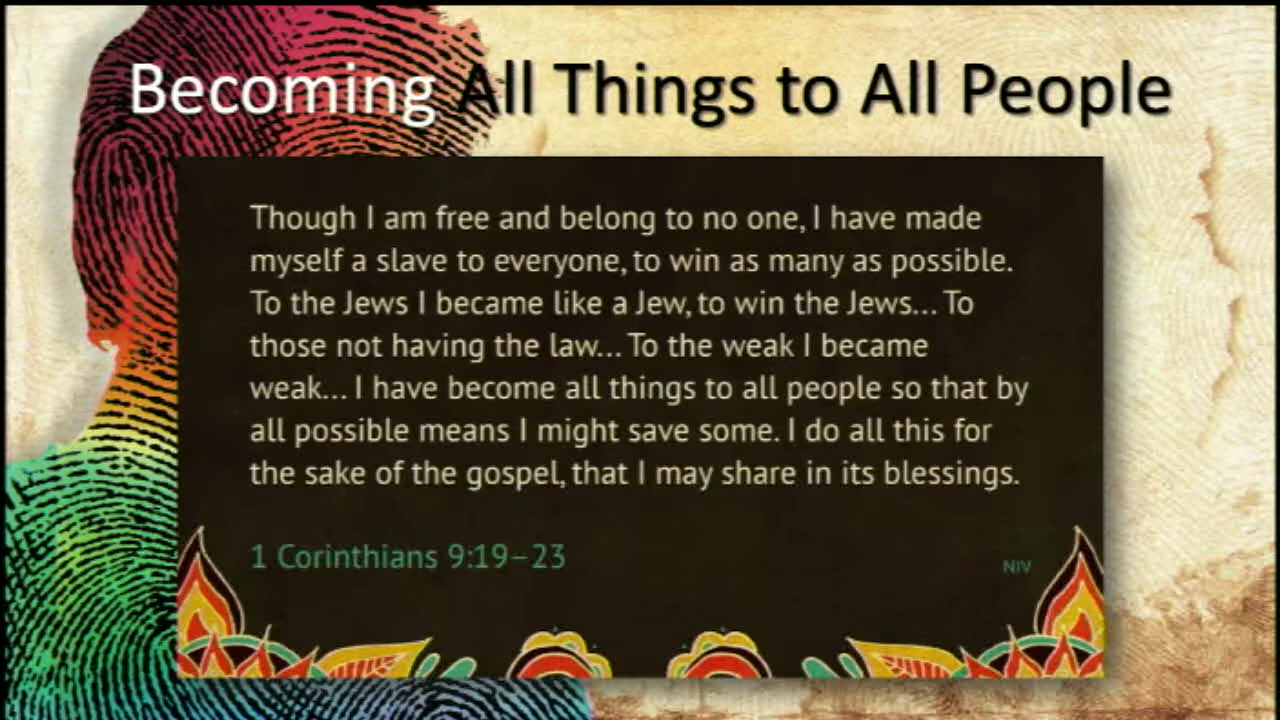 Becoming All Things to All People
Though I am free and belong to no one, I have made
myself a slave to everyone, to win as many as possible.
To the Jews I became like a Jew, to win the Jews... To
those not having the law... To the weak I became
weak... I have become all things to all people so that by
all possible means I might save some. I do all this for
the sake of the gospel, that I may share in its blessings.
1 Corinthians 9:19–23
NIV